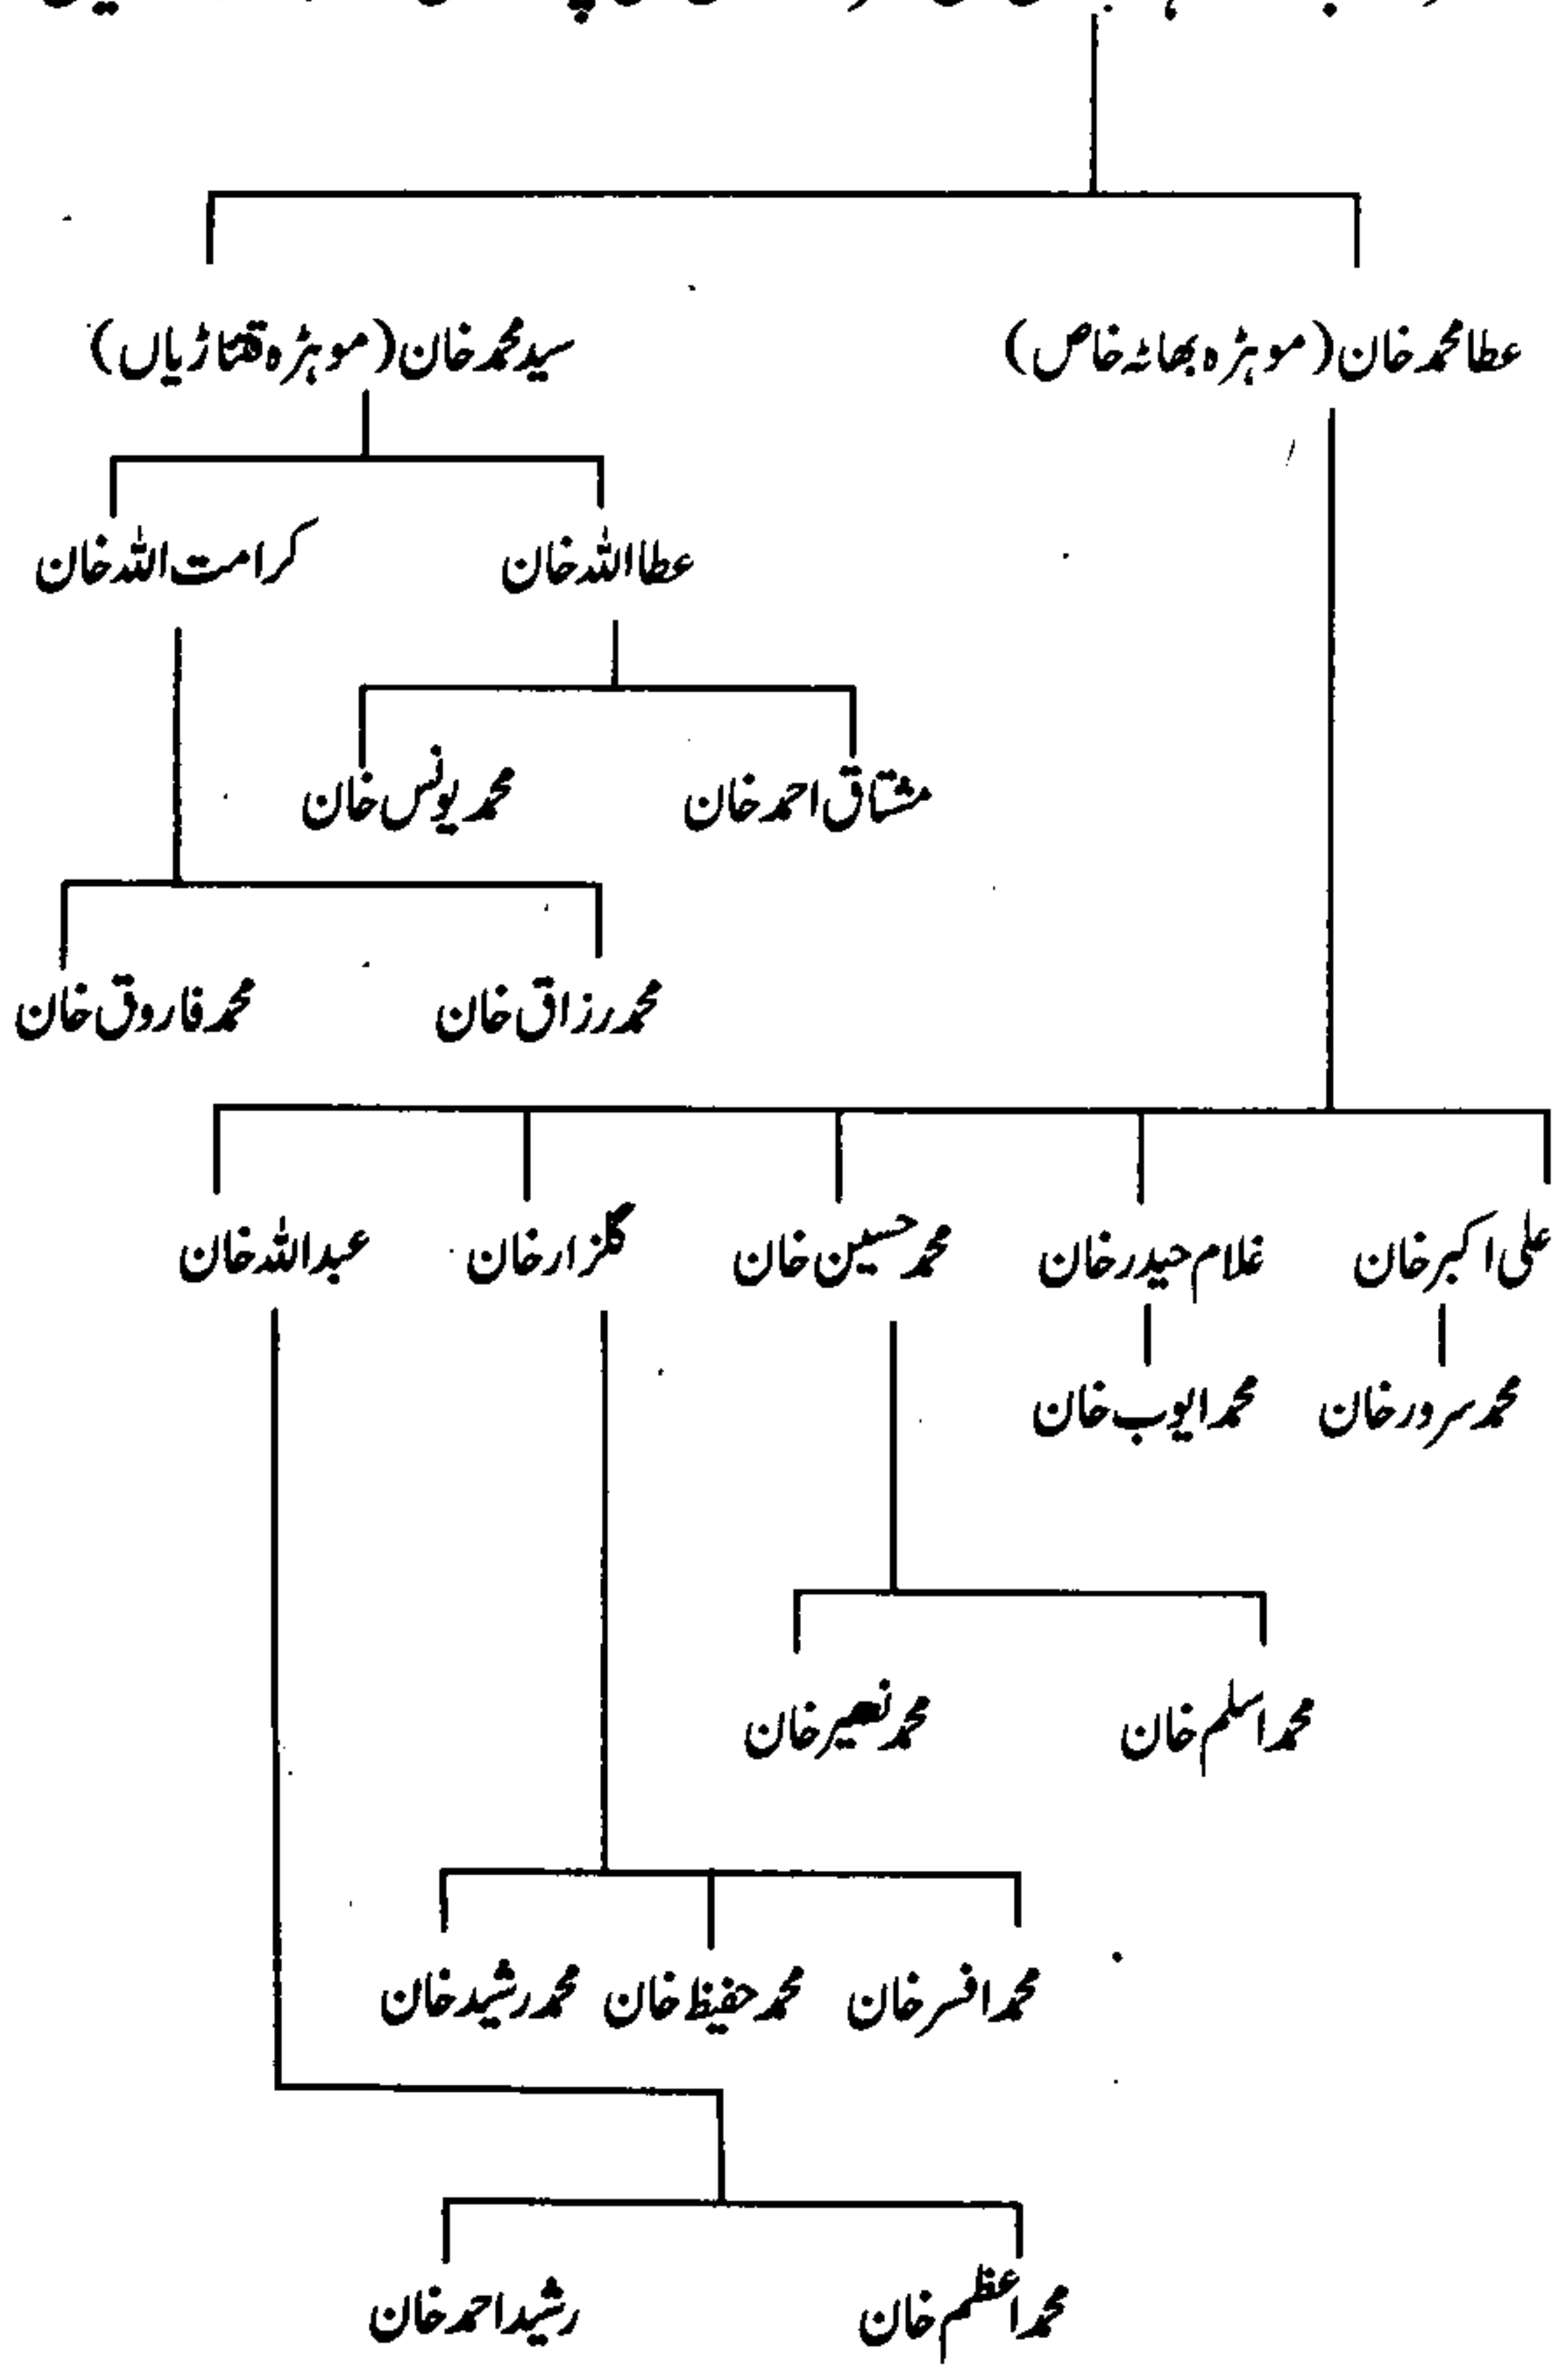 عطا محمد خان (موہڑہ بھاٹہ خاص) سید محمد خان (موہڑہ قتھاڑیاں)
عطااللہ خان کرامت اللہ خان
مشتاق احمد خان محمد یونس خان
محمد رزاق خان محمد فاروق خان
علی اکبر خان غلام حیدر خان محمد حسین خان گلزار خان عبداللہ خان
محمد سرور خان محمد ایوب خان
محمد اسلم خان محمد نصیر خان
محمد افسر خان محمد حفیظ خان محمد رشید خان
محمد اعظم خان رشید احمد خان